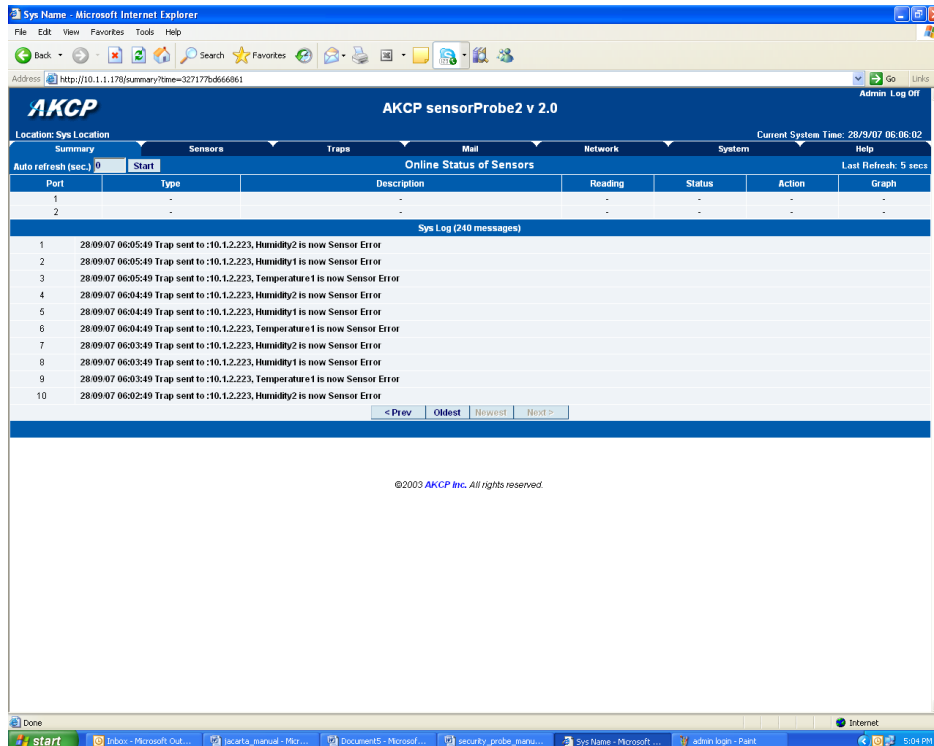 Sys Name - Microsoft Internet Explorer
File Edit View Favorites Tools Help
Back Search Favorites
Address http://10.1.1.178/summary?time=327177bd666861 Go Links
Admin Log Off
AKCP AKCP sensorProbe2 v 2.0
Location: Sys Location Current System Time: 28/9/07 06:06:02
Summary Sensors Traps Mail Network System Help
Auto refresh (sec.) 0 Start Online Status of Sensors Last Refresh: 5 secs
Port Type Description Reading Status Action Graph
1 - - - - - -
2 - - - - - -
Sys Log (240 messages)
1 28/09/07 06:05:49 Trap sent to :10.1.2.223, Humidity2 is now Sensor Error
2 28/09/07 06:05:49 Trap sent to :10.1.2.223, Humidity1 is now Sensor Error
3 28/09/07 06:05:49 Trap sent to :10.1.2.223, Temperature1 is now Sensor Error
4 28/09/07 06:04:49 Trap sent to :10.1.2.223, Humidity2 is now Sensor Error
5 28/09/07 06:04:49 Trap sent to :10.1.2.223, Humidity1 is now Sensor Error
6 28/09/07 06:04:49 Trap sent to :10.1.2.223, Temperature1 is now Sensor Error
7 28/09/07 06:03:49 Trap sent to :10.1.2.223, Humidity2 is now Sensor Error
8 28/09/07 06:03:49 Trap sent to :10.1.2.223, Humidity1 is now Sensor Error
9 28/09/07 06:03:49 Trap sent to :10.1.2.223, Temperature1 is now Sensor Error
10 28/09/07 06:02:49 Trap sent to :10.1.2.223, Humidity2 is now Sensor Error
< Prev Oldest Newest Next >
©2003 AKCP Inc. All rights reserved.
Done Internet
start Inbox - Microsoft Out... jacarta_manual - Micr... Document5 - Microsof... security_probe_manu... Sys Name - Microsoft ... admin login - Paint 5:04 PM